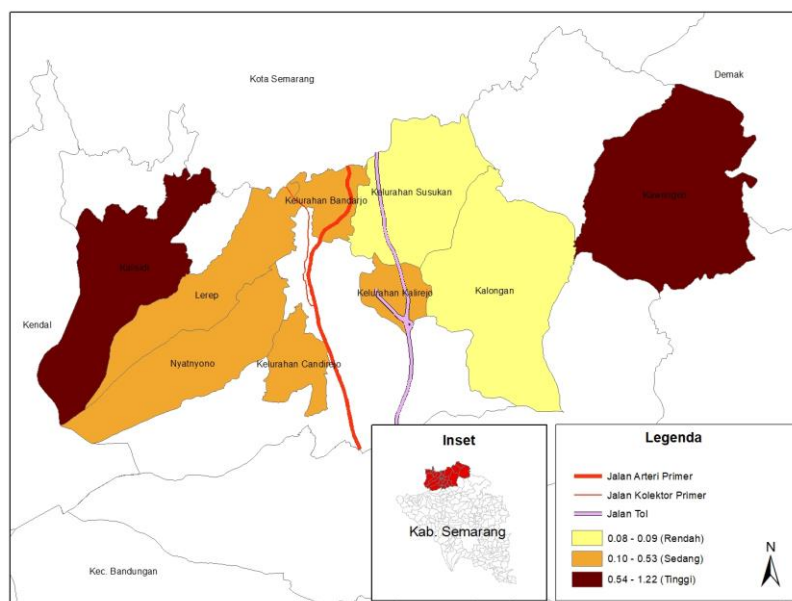 Demak
Kota Semarang
Kelurahan Susukan
Kelurahan Bandarjo
Kelurahan Kalirejo
Kalongan
Lerep
Kendal
Nyatnyono
Kelurahan Candirejo
Kec. Bandungan
Inset
Kab. Semarang
Legenda
Jalan Arteri Primer
Jalan Kolektor Primer
Jalan Tol
0.08 - 0.09 (Rendah)
0.10 - 0.53 (Sedang)
0.54 - 1.22 (Tinggi)
N